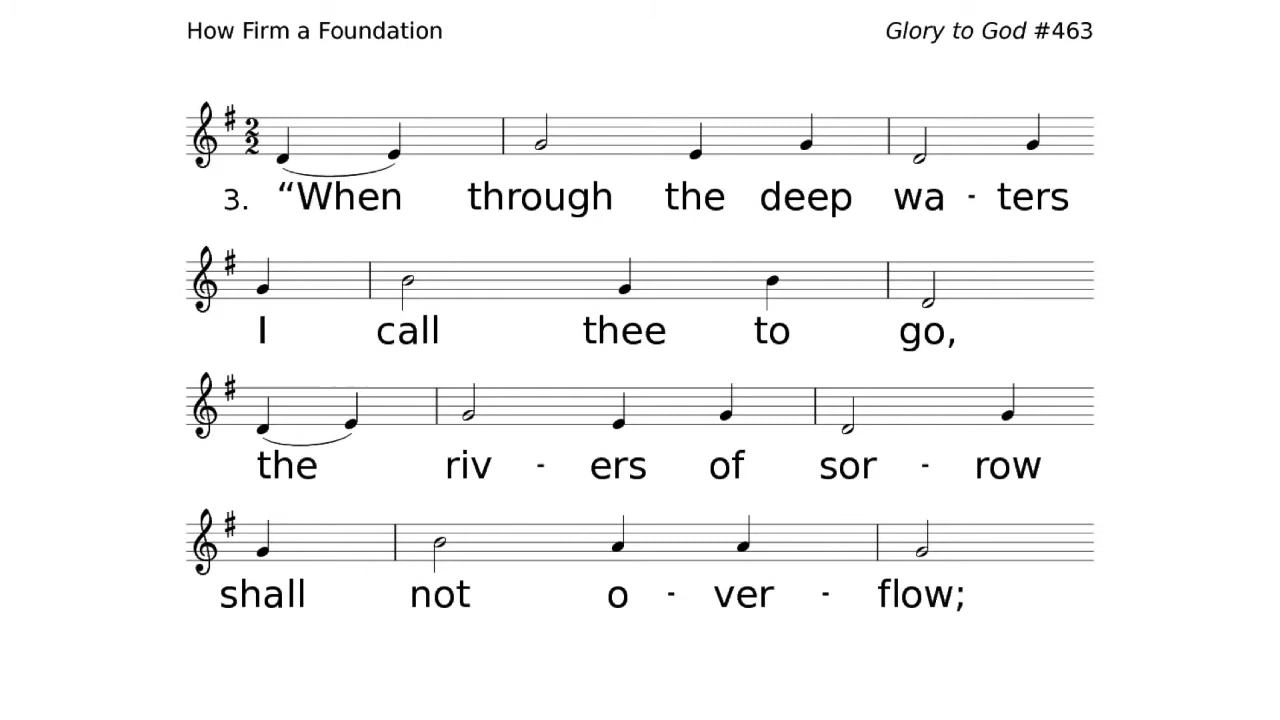 How Firm a Foundation Glory to God #463
3. “When through the deep wa - ters
I call thee to go,
the riv - ers of sor - row
shall not o - ver - flow;